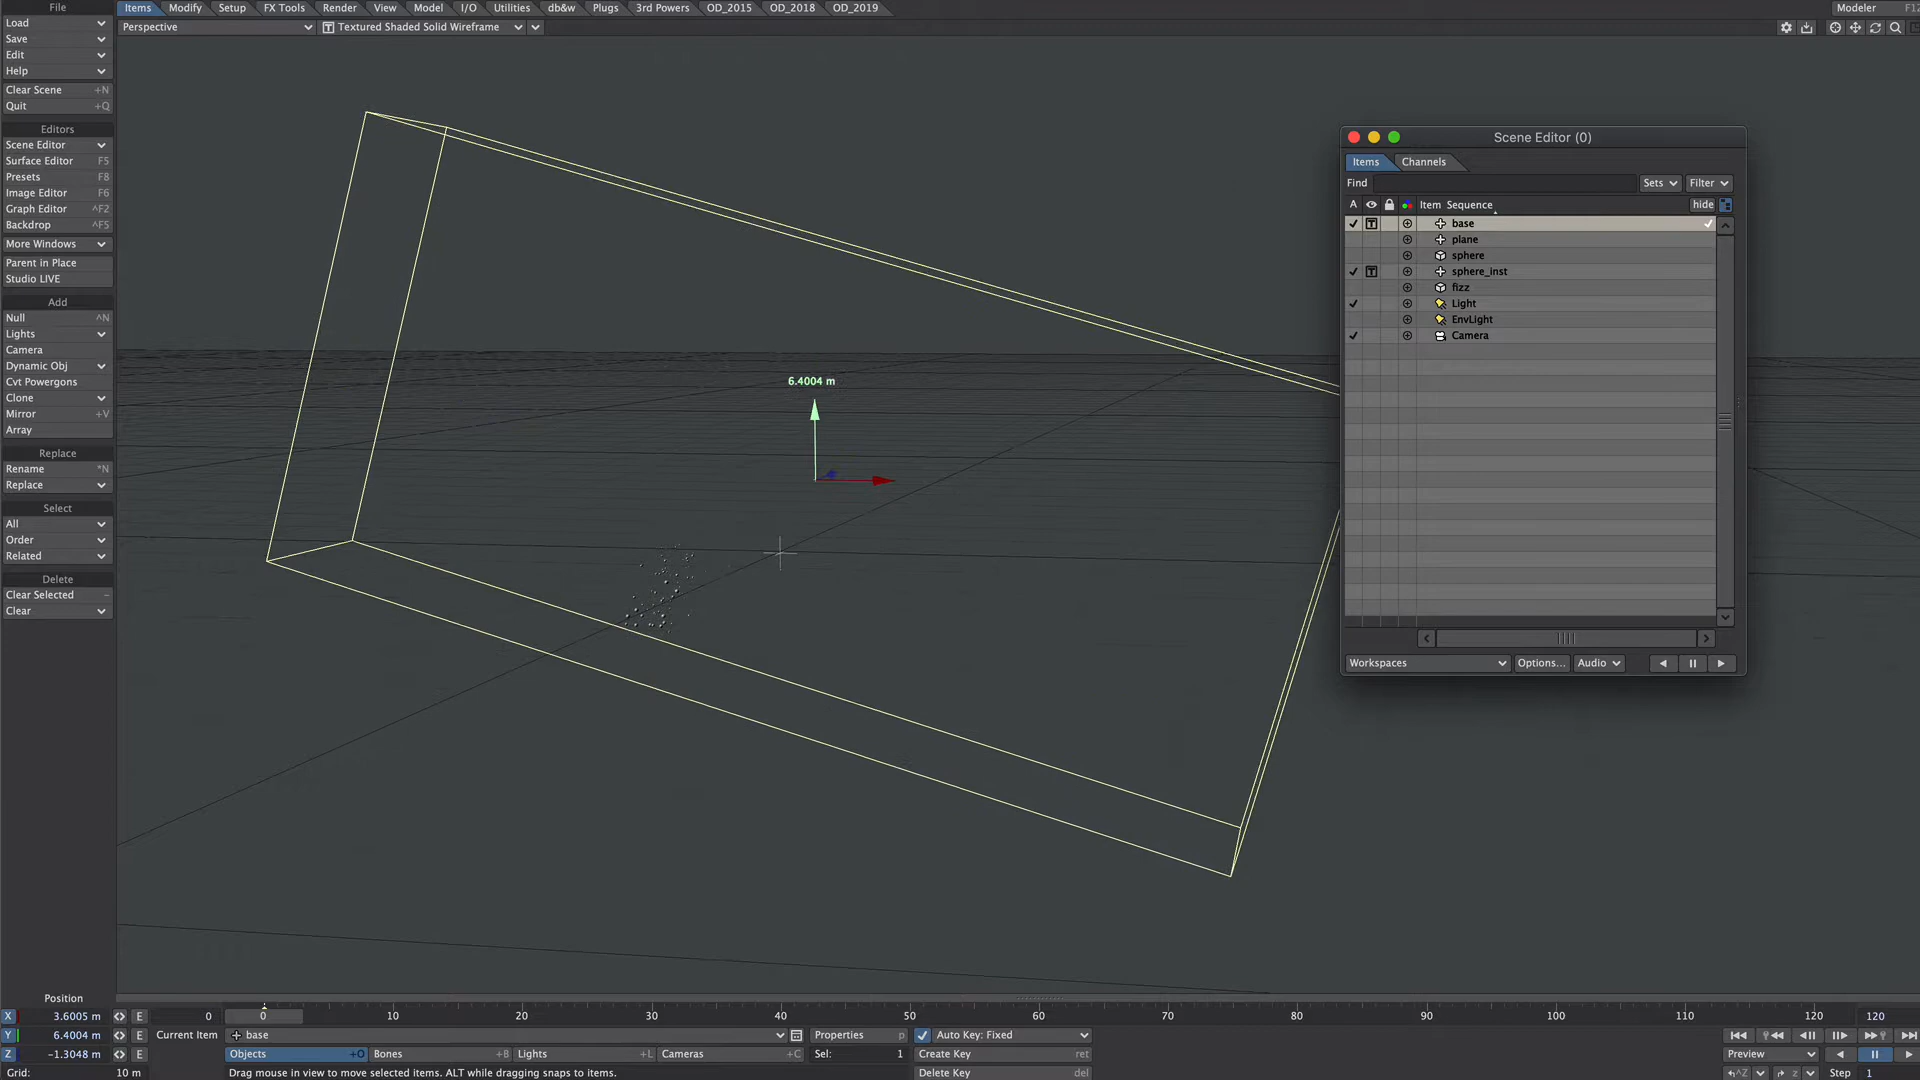 File
Load
Save
Edit
Help
Clear Scene +N
Quit +Q
Editors
Scene Editor
Surface Editor F5
Presets F8
Image Editor F6
Graph Editor ^F2
Backdrop ^F5
More Windows
Parent in Place
Studio LIVE
Add
Null ^N
Lights
Camera
Dynamic Obj
Cvt Powergons
Clone
Mirror +V
Array
Replace
Rename *N
Replace
Select
All
Order
Related
Delete
Clear Selected -
Clear
Items Modify Setup FX Tools Render View Model I/O Utilities db&w Plugs 3rd Powers OD_2015 OD_2018 OD_2019 Modeler F12
Perspective T Textured Shaded Solid Wireframe
6.4004 m
Scene Editor (0)
Items Channels
Find Sets Filter
A Item Sequence hide
T base
plane
sphere
T sphere_inst
fizz
Light
EnvLight
Camera
Workspaces Options... Audio
Position
X 3.6005 m E 0 0 10 20 30 40 50 60 70 80 90 100 110 120 120
Y 6.4004 m E Current Item base Properties p Auto Key: Fixed
Z -1.3048 m E Objects +O Bones +B Lights +L Cameras +C Sel: 1 Create Key ret Preview
Grid: 10 m Drag mouse in view to move selected items. ALT while dragging snaps to items. Delete Key del ^Z z Step 1